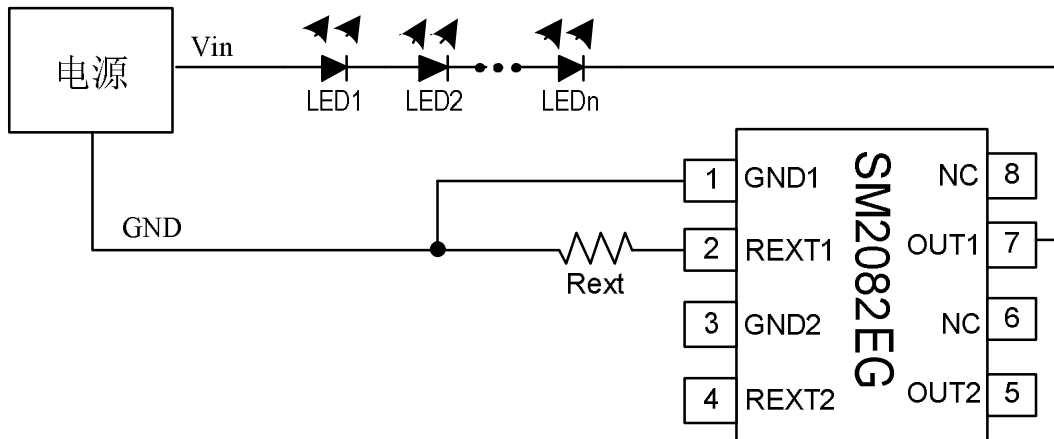 电源
Vin
LED1
LED2
LEDn
GND
Rext
SM2082EG
1
GND1
2
REXT1
3
GND2
4
REXT2
NC
8
OUT1
7
NC
6
OUT2
5